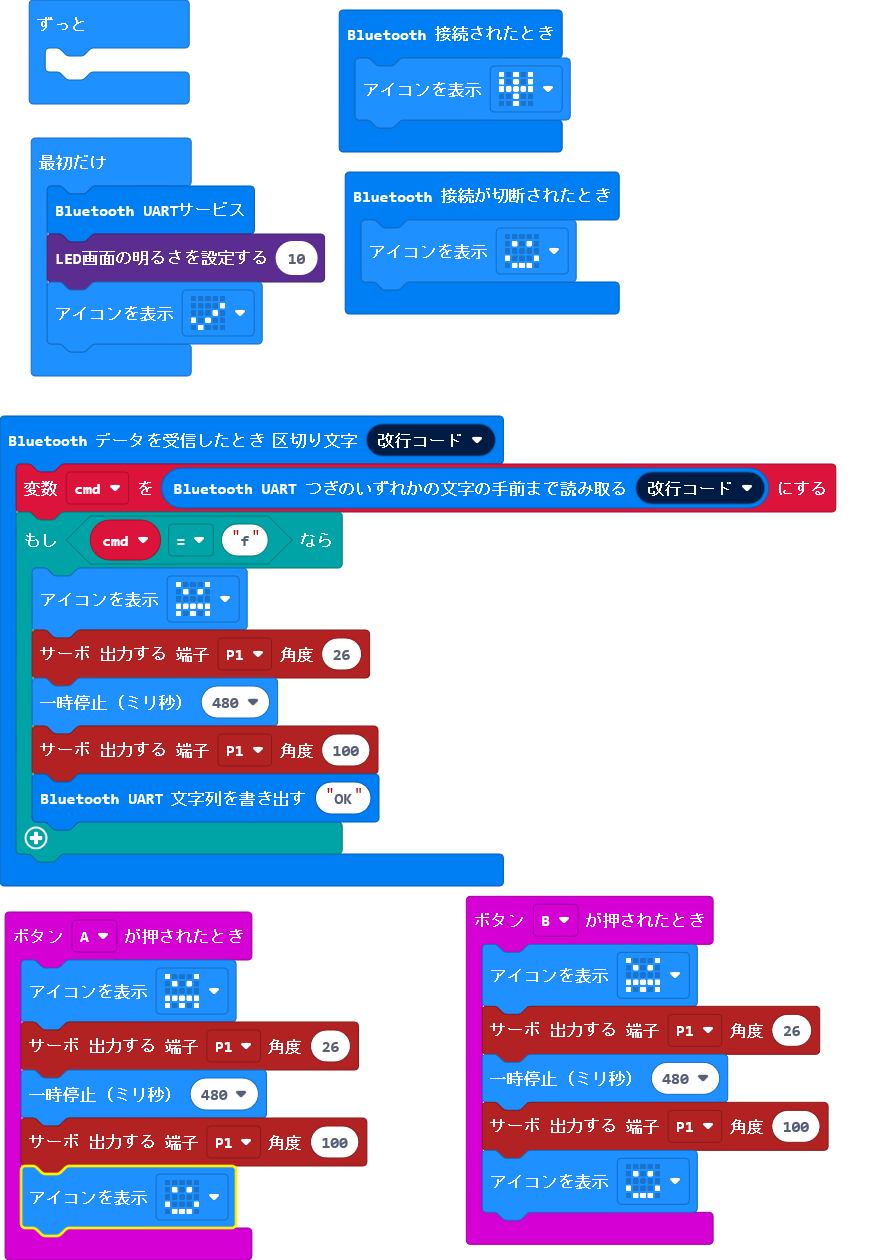 ずっと
Bluetooth 接続されたとき
アイコンを表示
最初だけ
Bluetooth UARTサービス
LED画面の明るさを設定する 10
アイコンを表示
Bluetooth 接続が切断されたとき
アイコンを表示
Bluetooth データを受信したとき 区切り文字 改行コード
変数 cmd を Bluetooth UART つぎのいずれかの文字の手前まで読み取る 改行コード にする
もし cmd = "f" なら
アイコンを表示
サーボ 出力する 端子 P1 角度 26
一時停止（ミリ秒） 480
サーボ 出力する 端子 P1 角度 100
Bluetooth UART 文字列を書き出す "OK"
ボタン A が押されたとき
アイコンを表示
サーボ 出力する 端子 P1 角度 26
一時停止（ミリ秒） 480
サーボ 出力する 端子 P1 角度 100
アイコンを表示
ボタン B が押されたとき
アイコンを表示
サーボ 出力する 端子 P1 角度 26
一時停止（ミリ秒） 480
サーボ 出力する 端子 P1 角度 100
アイコンを表示